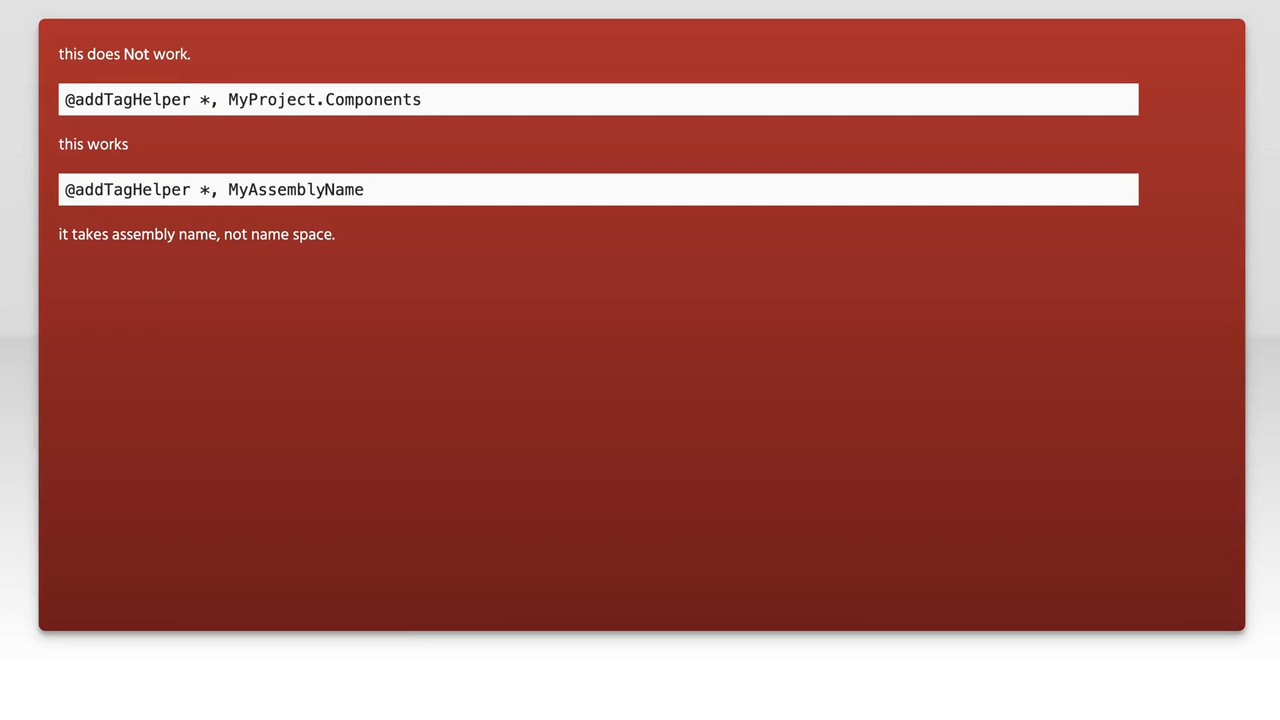 this does Not work.
@addTagHelper *, MyProject.Components
this works
@addTagHelper *, MyAssemblyName
it takes assembly name, not name space.